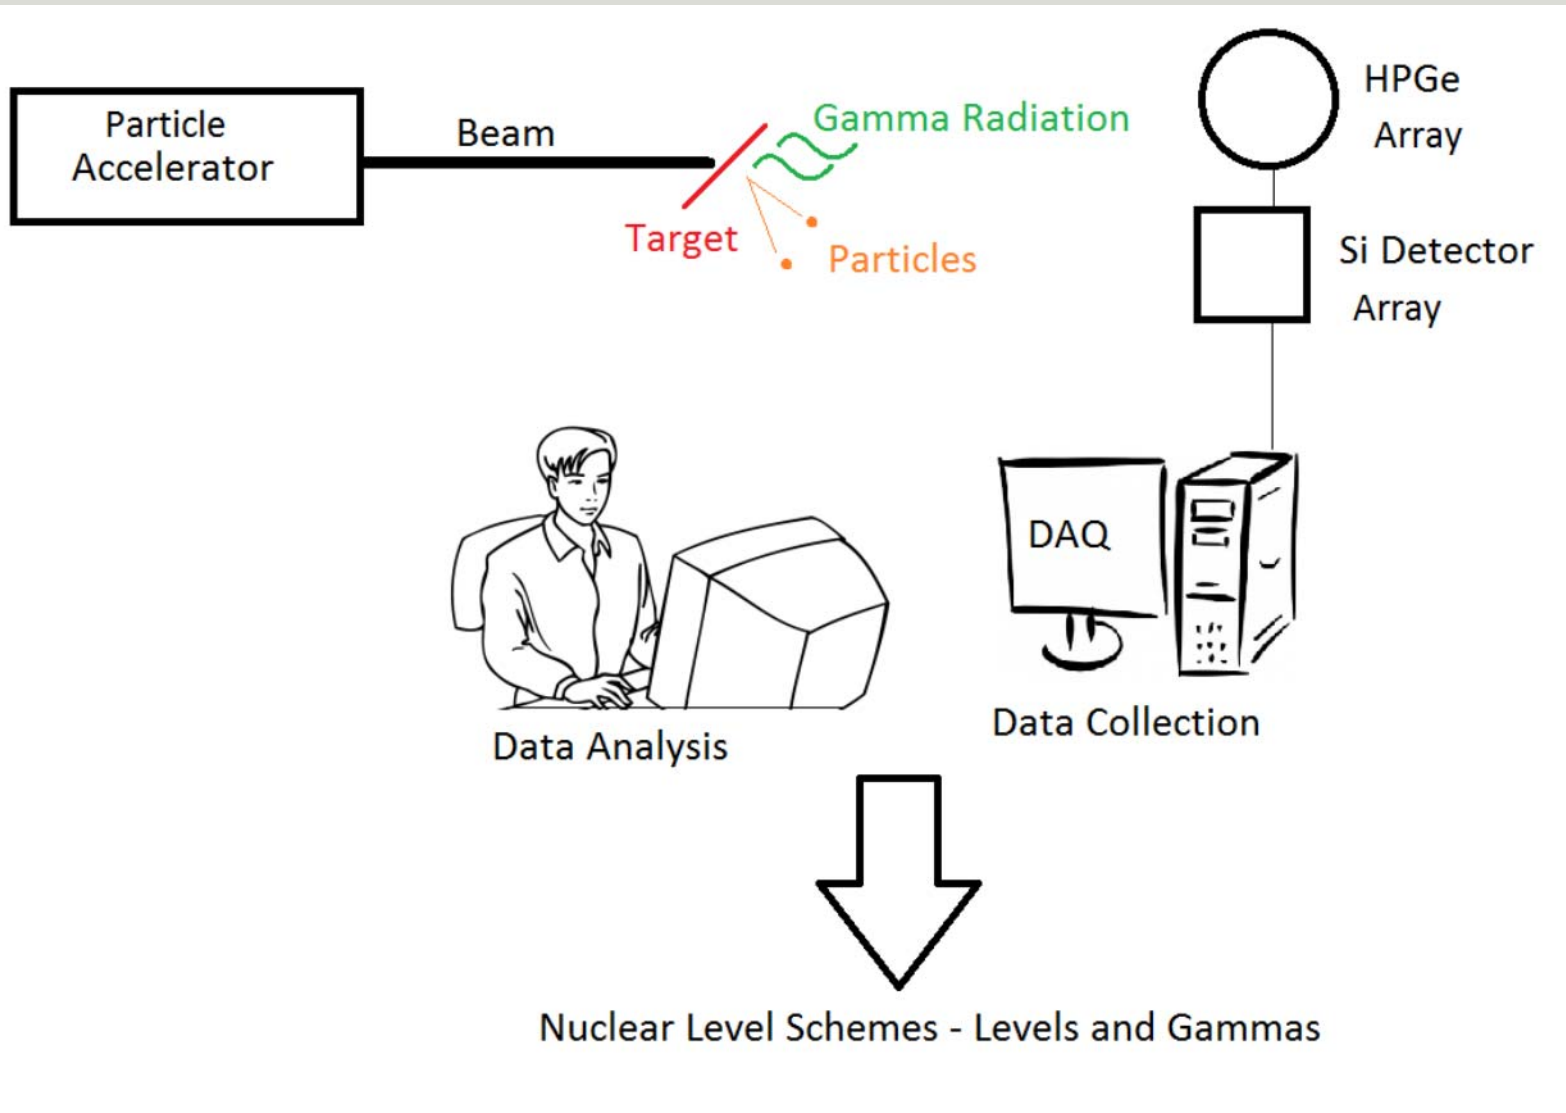 Particle
Accelerator
Beam
Target
Gamma Radiation
Particles
HPGe
Array
Si Detector
Array
DAQ
Data Analysis
Data Collection
Nuclear Level Schemes - Levels and Gammas